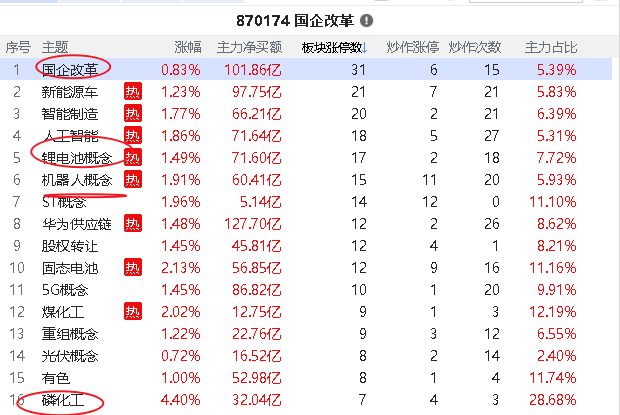 870174 国企改革
序号 主题 涨幅 主力净买额 板块涨停数↓ 炒作涨停 炒作次数 主力占比
1 国企改革 0.83% 101.86亿 31 6 15 5.39%
2 新能源车 热 1.23% 97.75亿 21 7 21 5.83%
3 智能制造 热 1.77% 66.21亿 20 2 21 6.39%
4 人工智能 热 1.86% 71.64亿 18 5 27 5.31%
5 锂电池概念 热 1.49% 71.60亿 17 2 18 7.72%
6 机器人概念 热 1.91% 60.41亿 15 11 20 5.93%
7 ST概念 1.96% 5.14亿 14 12 0 11.10%
8 华为供应链 热 1.48% 127.70亿 12 2 26 8.62%
9 股权转让 1.45% 45.81亿 12 4 1 8.21%
10 固态电池 热 2.13% 56.85亿 12 9 16 11.16%
11 5G概念 1.45% 86.82亿 10 1 20 9.91%
12 煤化工 热 2.02% 12.75亿 9 1 3 12.19%
13 重组概念 1.22% 22.76亿 9 3 12 6.55%
14 光伏概念 0.72% 16.52亿 8 2 14 2.40%
15 有色 1.00% 52.98亿 8 1 4 11.74%
16 磷化工 4.40% 32.04亿 7 4 3 28.68%